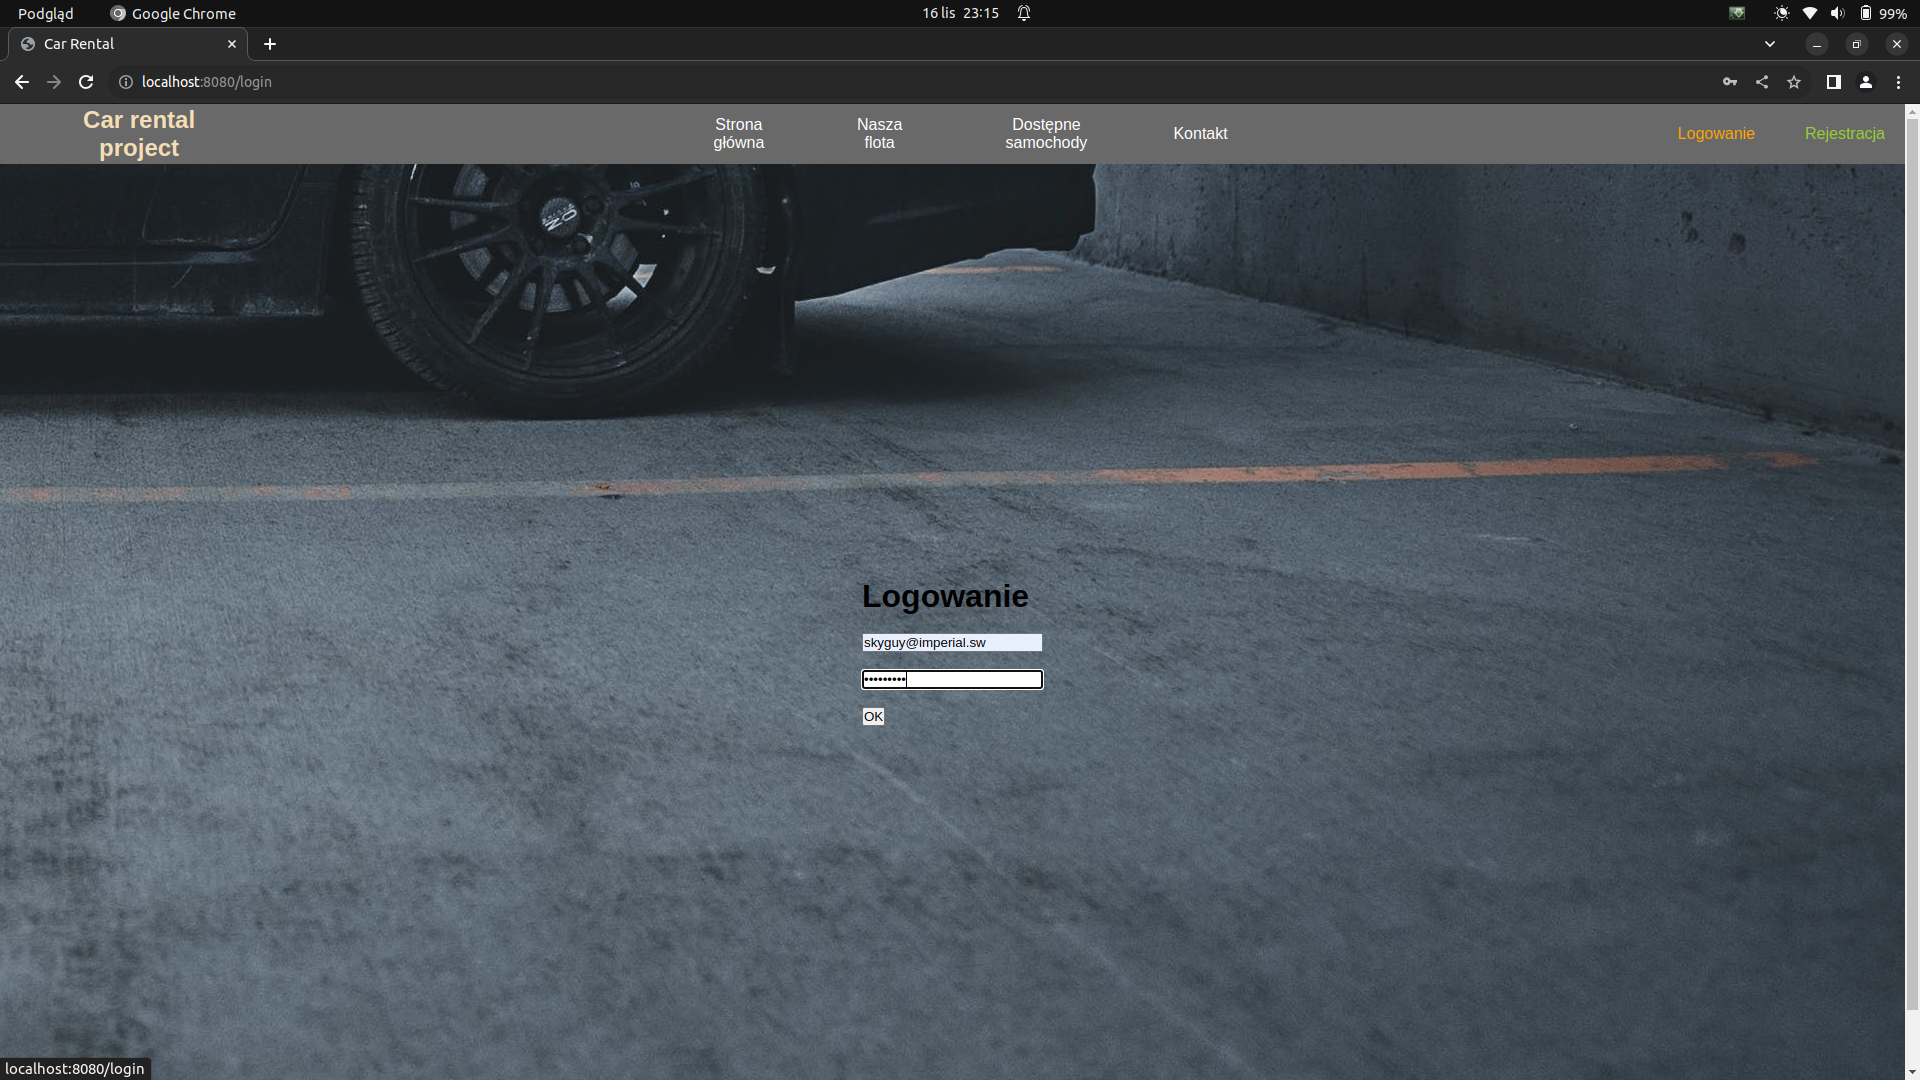 Podgląd
Google Chrome
16 lis 23:15
99%
Car Rental
localhost:8080/login
Car rental
project
Strona
główna
Nasza
flota
Dostępne
samochody
Kontakt
Logowanie
Rejestracja
OZ
Logowanie
skyguy@imperial.sw
•••••••••
OK
localhost:8080/login